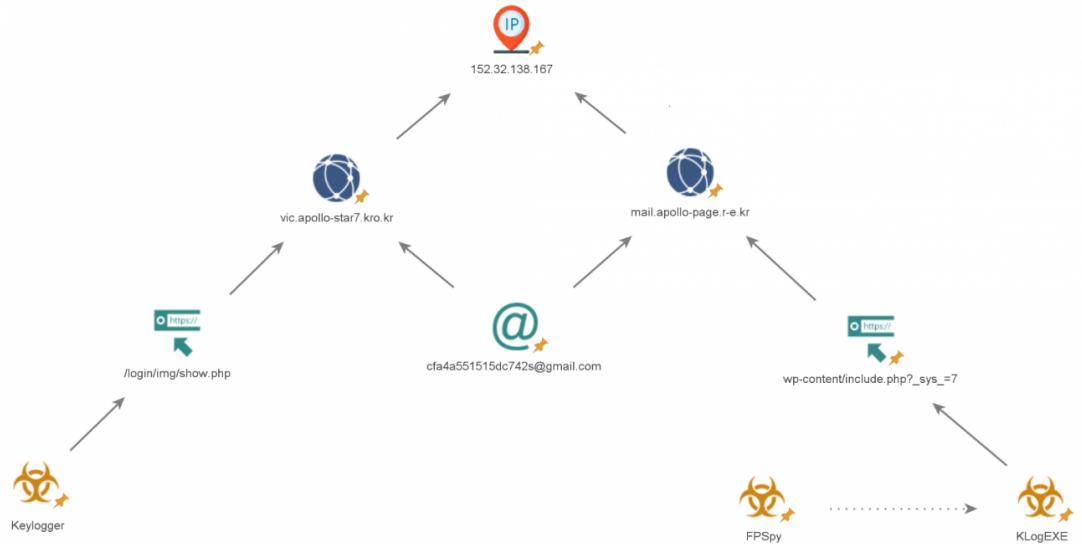 IP
152.32.138.167
vic.apollo-star7.kro.kr
mail.apollo-page.r-e.kr
https://
https://
/login/img/show.php
@
cfa4a551515dc742s@gmail.com
wp-content/include.php?_sys_=7
Keylogger
FPSpy
KLogEXE